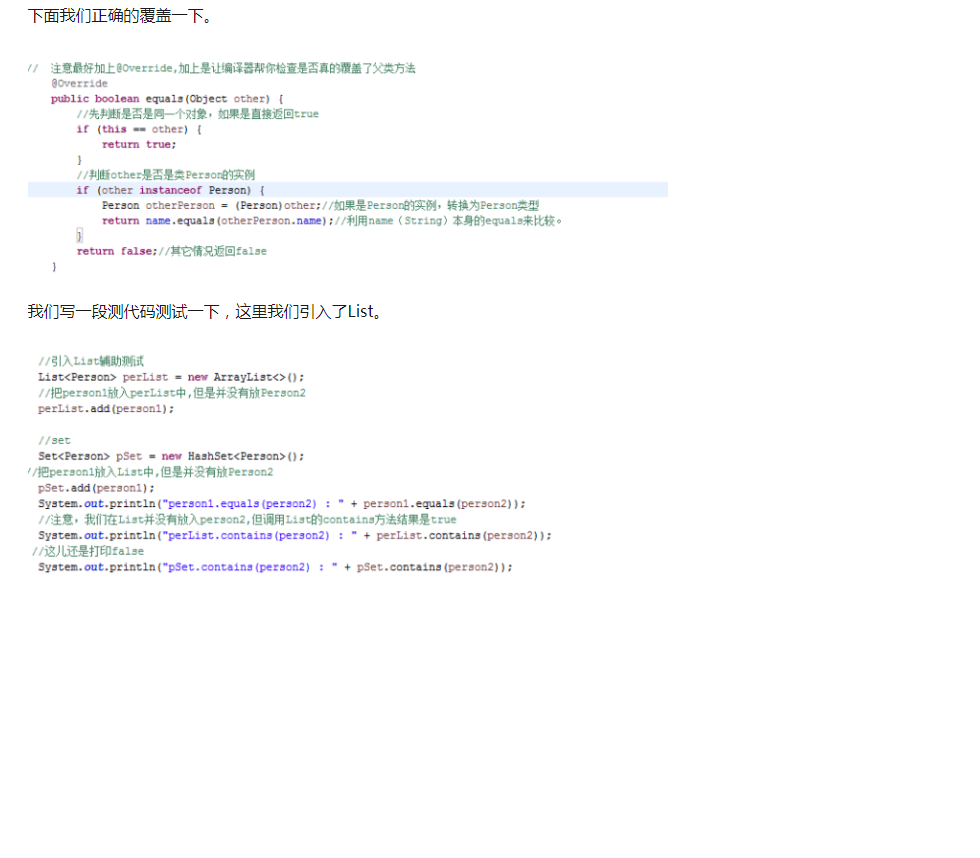 下面我们正确的覆盖一下。
// 注意最好加上@Override,加上是让编译器帮你检查是否真的覆盖了父类方法
@Override
public boolean equals(Object other) {
//先判断是否是同一个对象，如果是直接返回true
if (this == other) {
return true;
}
//判断other是否是类Person的实例
if (other instanceof Person) {
Person otherPerson = (Person)other;//如果是Person的实例，转换为Person类型
return name.equals(otherPerson.name);//利用name（String）本身的equals来比较。
}
return false;//其它情况返回false
}
我们写一段测代码测试一下，这里我们引入了List。
//引入List辅助测试
List<Person> perList = new ArrayList<>();
//把person1放入perList中,但是并没有放Person2
perList.add(person1);
//set
Set<Person> pSet = new HashSet<Person>();
//把person1放入List中,但是并没有放Person2
pSet.add(person1);
System.out.println("person1.equals(person2) : " + person1.equals(person2));
//注意，我们在List并没有放入person2,但调用List的contains方法结果是true
System.out.println("perList.contains(person2) : " + perList.contains(person2));
//这儿还是打印false
System.out.println("pSet.contains(person2) : " + pSet.contains(person2));